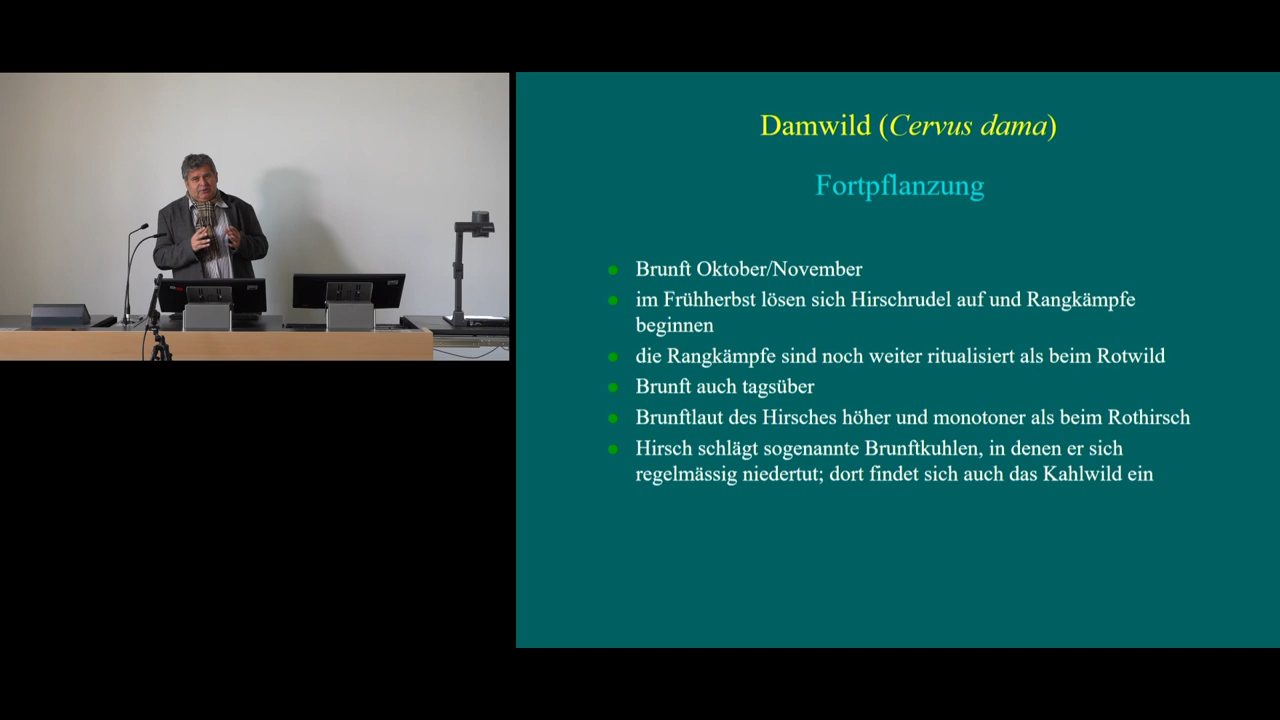 Damwild (Cervus dama)
Fortpflanzung
Brunft Oktober/November
im Frühherbst lösen sich Hirschrudel auf und Rangkämpfe
beginnen
die Rangkämpfe sind noch weiter ritualisiert als beim Rotwild
Brunft auch tagsüber
Brunftlaut des Hirsches höher und monotoner als beim Rothirsch
Hirsch schlägt sogenannte Brunftkuhlen, in denen er sich
regelmässig niedertut; dort findet sich auch das Kahlwild ein